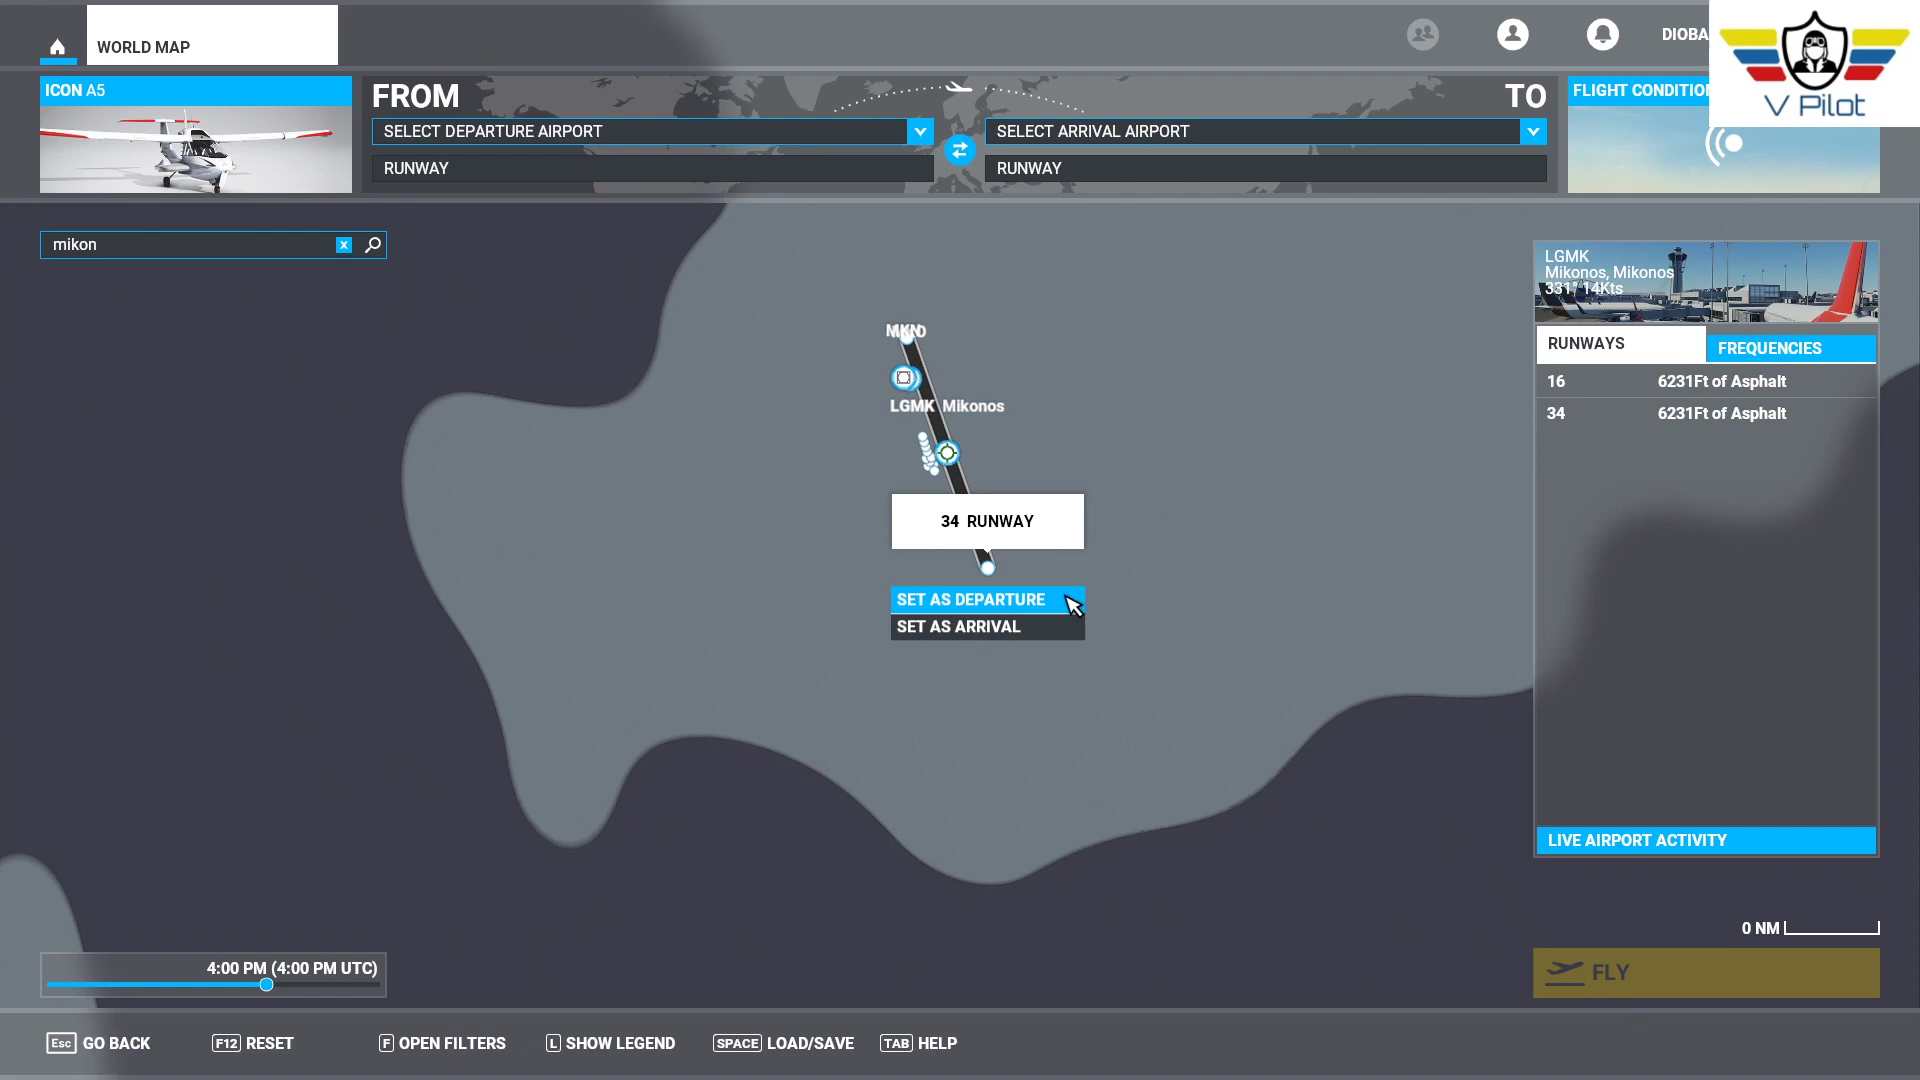 WORLD MAP
DIOBA
V Pilot
ICON A5
FROM
TO
SELECT DEPARTURE AIRPORT
SELECT ARRIVAL AIRPORT
RUNWAY
RUNWAY
FLIGHT CONDITION
mikon
x
LGMK
Mikonos, Mikonos
331° 14Kts
RUNWAYS
FREQUENCIES
16 6231Ft of Asphalt
34 6231Ft of Asphalt
LGMK Mikonos
34 RUNWAY
SET AS DEPARTURE
SET AS ARRIVAL
LIVE AIRPORT ACTIVITY
0 NM
4:00 PM (4:00 PM UTC)
FLY
Esc GO BACK
F12 RESET
F OPEN FILTERS
L SHOW LEGEND
SPACE LOAD/SAVE
TAB HELP